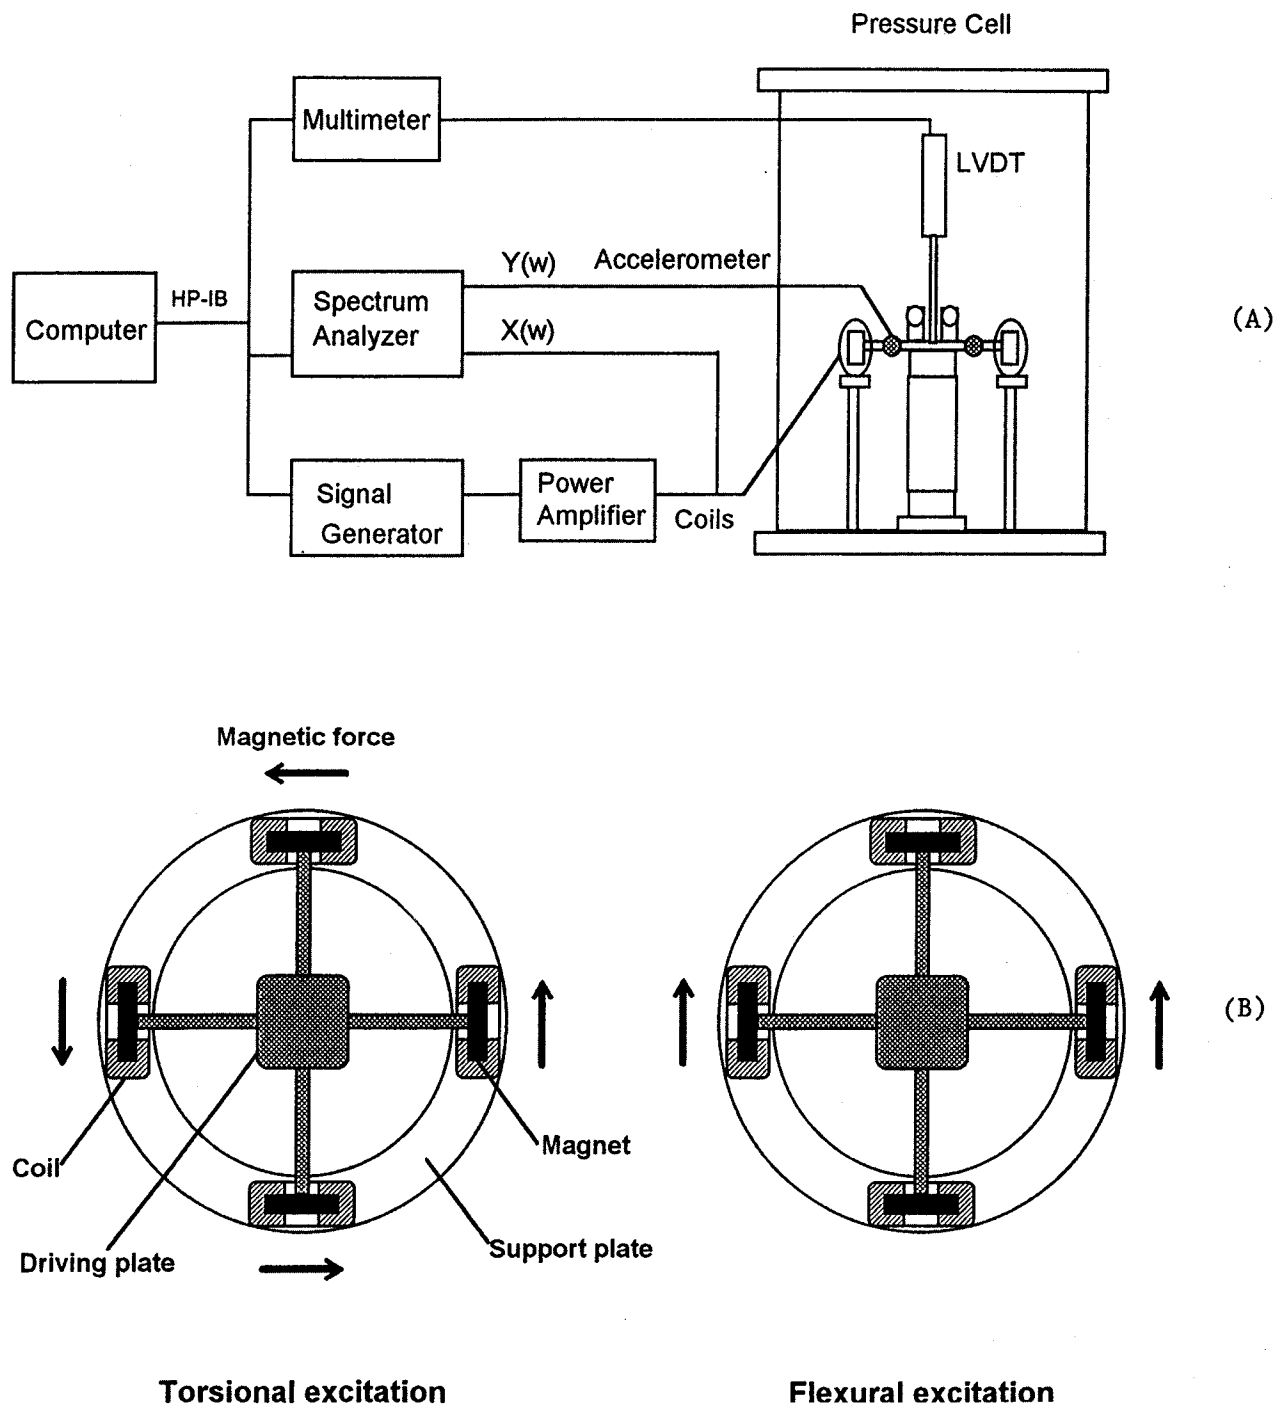 Pressure Cell
Multimeter
LVDT
Y(w)
Accelerometer
HP-IB
Computer
Spectrum
Analyzer
X(w)
(A)
Signal
Generator
Power
Amplifier
Coils
Magnetic force
(B)
Coil
Magnet
Driving plate
Support plate
Torsional excitation
Flexural excitation